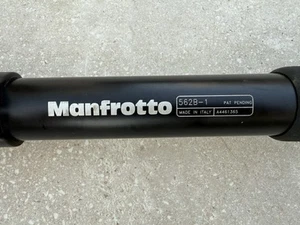 Manfrotto
562B-1
PAT PENDING
MADE IN ITALY A4461365